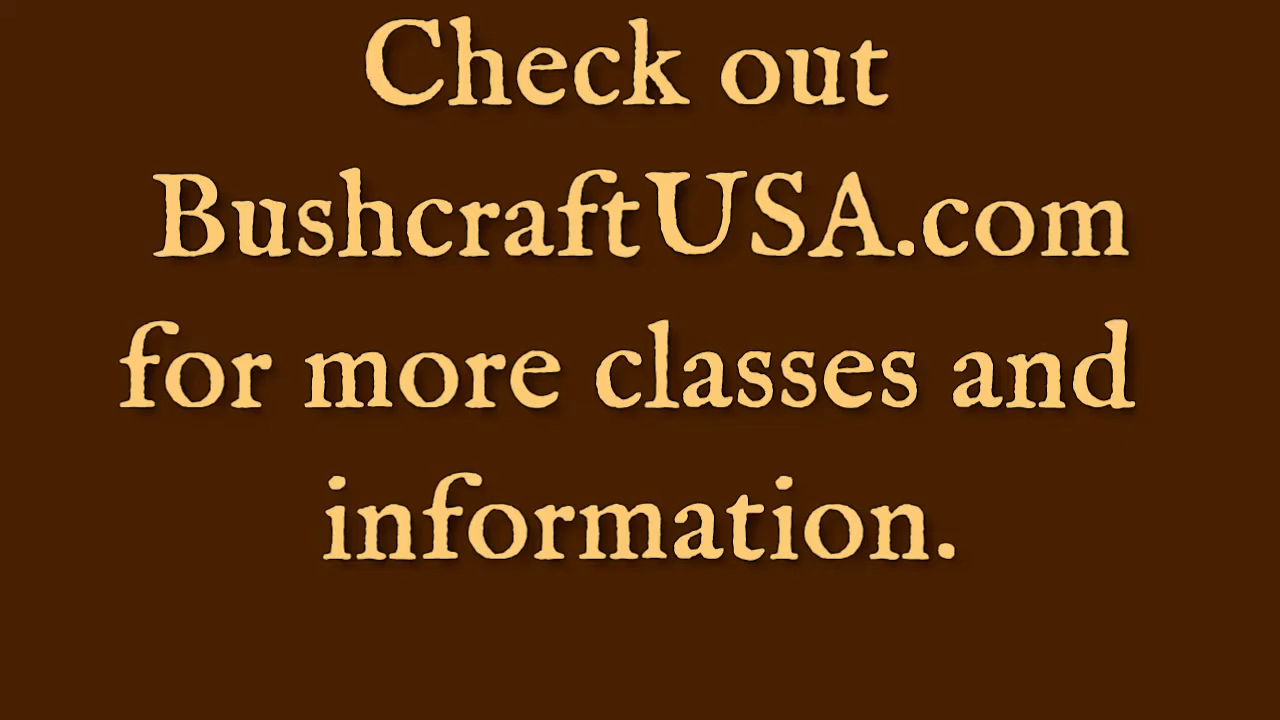 Check out
BushcraftUSA.com
for more classes and
information.